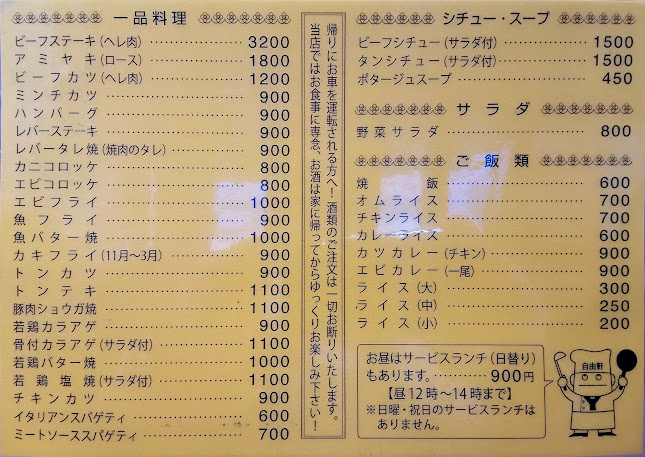 一品料理
ビーフステーキ(ヘレ肉) 3200
アミヤキ(ロース) 1800
ビーフカツ(ヘレ肉) 1200
ミンチカツ 900
ハンバーグ 900
レバーステーキ 900
レバータレ焼(焼肉のタレ) 900
カニコロッケ 800
エビコロッケ 800
エビフライ 1000
魚フライ 900
魚バター焼 1000
カキフライ(11月〜3月) 900
トンカツ 900
トンテキ 1100
豚肉ショウガ焼 1100
若鶏カラアゲ 900
骨付カラアゲ(サラダ付) 1100
若鶏バター焼 1000
若鶏塩焼(サラダ付) 1100
チキンカツ 900
イタリアンスパゲティ 600
ミートソーススパゲティ 700
帰りにお車を運転される方へ!酒類のご注文は一切お断りいたします。
当店ではお食事に専念、お酒は家に帰ってからゆっくりお楽しみ下さい!
シチュー・スープ
ビーフシチュー(サラダ付) 1500
タンシチュー(サラダ付) 1500
ポタージュスープ 450
サラダ
野菜サラダ 800
ご飯類
焼飯 600
オムライス 700
チキンライス 700
カレーライス 600
カツカレー(チキン) 900
エビカレー(一尾) 900
ライス(大) 300
ライス(中) 250
ライス(小) 200
お昼はサービスランチ(日替り)
もあります。 900円
【昼12時〜14時まで】
※日曜・祝日のサービスランチは
ありません。
自由軒